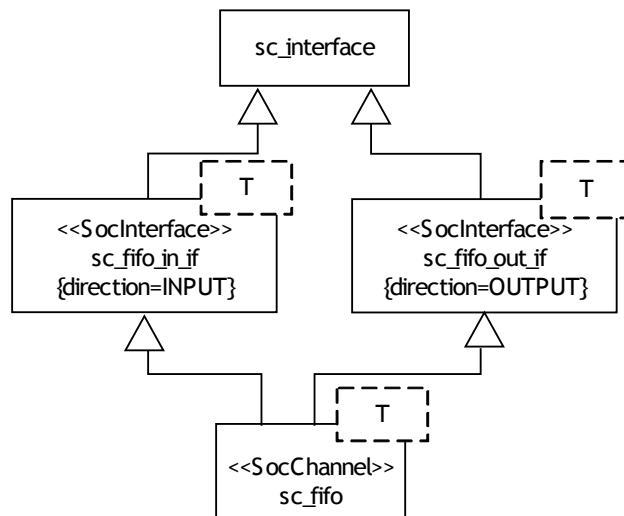 sc_interface
T
T
<<SocInterface>>
sc_fifo_in_if
{direction=INPUT}
<<SocInterface>>
sc_fifo_out_if
{direction=OUTPUT}
T
<<SocChannel>>
sc_fifo